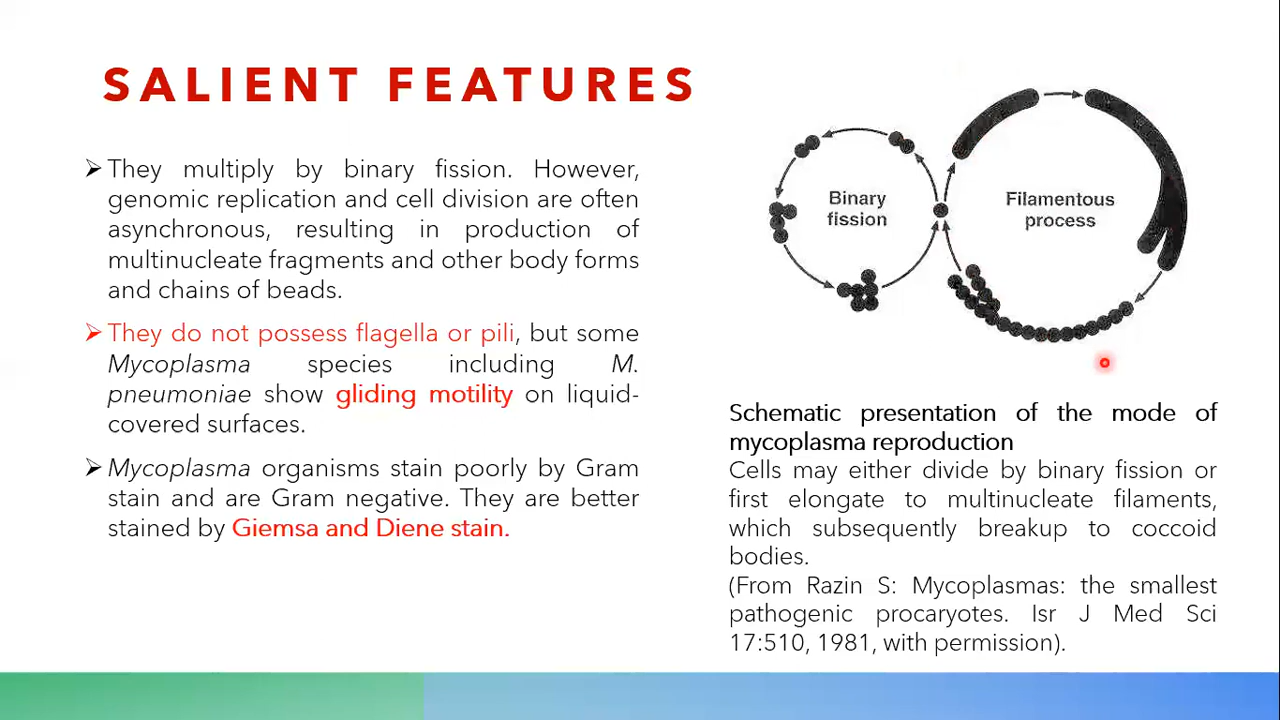 SALIENT FEATURES
➢They multiply by binary fission. However,
genomic replication and cell division are often
asynchronous, resulting in production of
multinucleate fragments and other body forms
and chains of beads.
➢They do not possess flagella or pili, but some
Mycoplasma species including M.
pneumoniae show gliding motility on liquid-
covered surfaces.
➢Mycoplasma organisms stain poorly by Gram
stain and are Gram negative. They are better
stained by Giemsa and Diene stain.
Binary
fission
Filamentous
process
Schematic presentation of the mode of
mycoplasma reproduction
Cells may either divide by binary fission or
first elongate to multinucleate filaments,
which subsequently breakup to coccoid
bodies.
(From Razin S: Mycoplasmas: the smallest
pathogenic procaryotes. Isr J Med Sci
17:510, 1981, with permission).